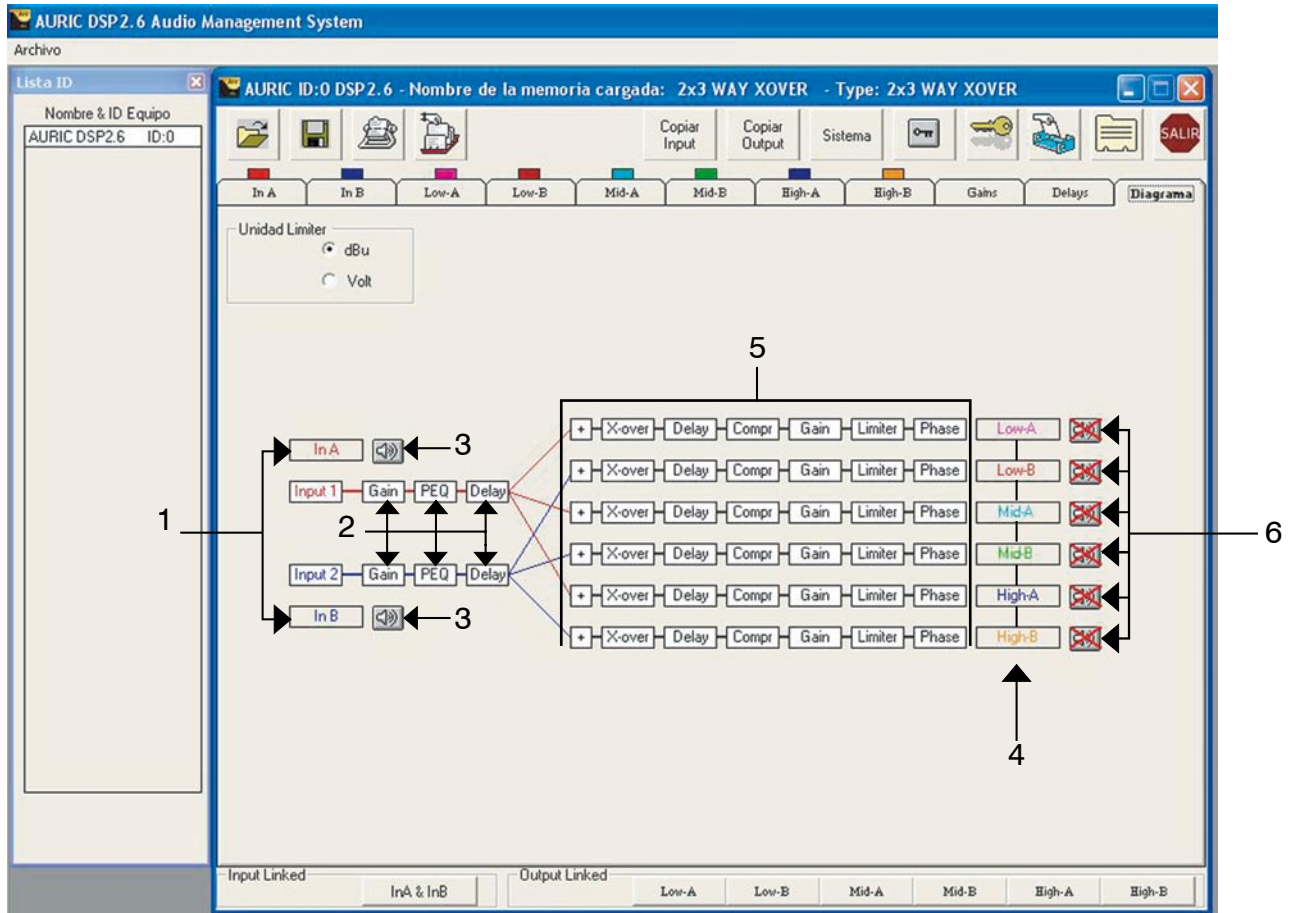 AURIC DSP2.6 Audio Management System
Archivo
Lista ID
Nombre & ID Equipo
AURIC DSP2.6 ID:0
AURIC ID:0 DSP2.6 - Nombre de la memoria cargada: 2x3 WAY XOVER - Type: 2x3 WAY XOVER
Copiar Input
Copiar Output
Sistema
SALIR
In A
In B
Low-A
Low-B
Mid-A
Mid-B
High-A
High-B
Gains
Delays
Diagrama
Unidad Limiter
dBu
Volt
5
+ X-over Delay Compr Gain Limiter Phase Low-A
In A
3
+ X-over Delay Compr Gain Limiter Phase Low-B
Input 1 Gain PEQ Delay
+ X-over Delay Compr Gain Limiter Phase Mid-A
1
2
6
+ X-over Delay Compr Gain Limiter Phase Mid-B
Input 2 Gain PEQ Delay
+ X-over Delay Compr Gain Limiter Phase High-A
In B
3
+ X-over Delay Compr Gain Limiter Phase High-B
4
Input Linked
InA & InB
Output Linked
Low-A
Low-B
Mid-A
Mid-B
High-A
High-B